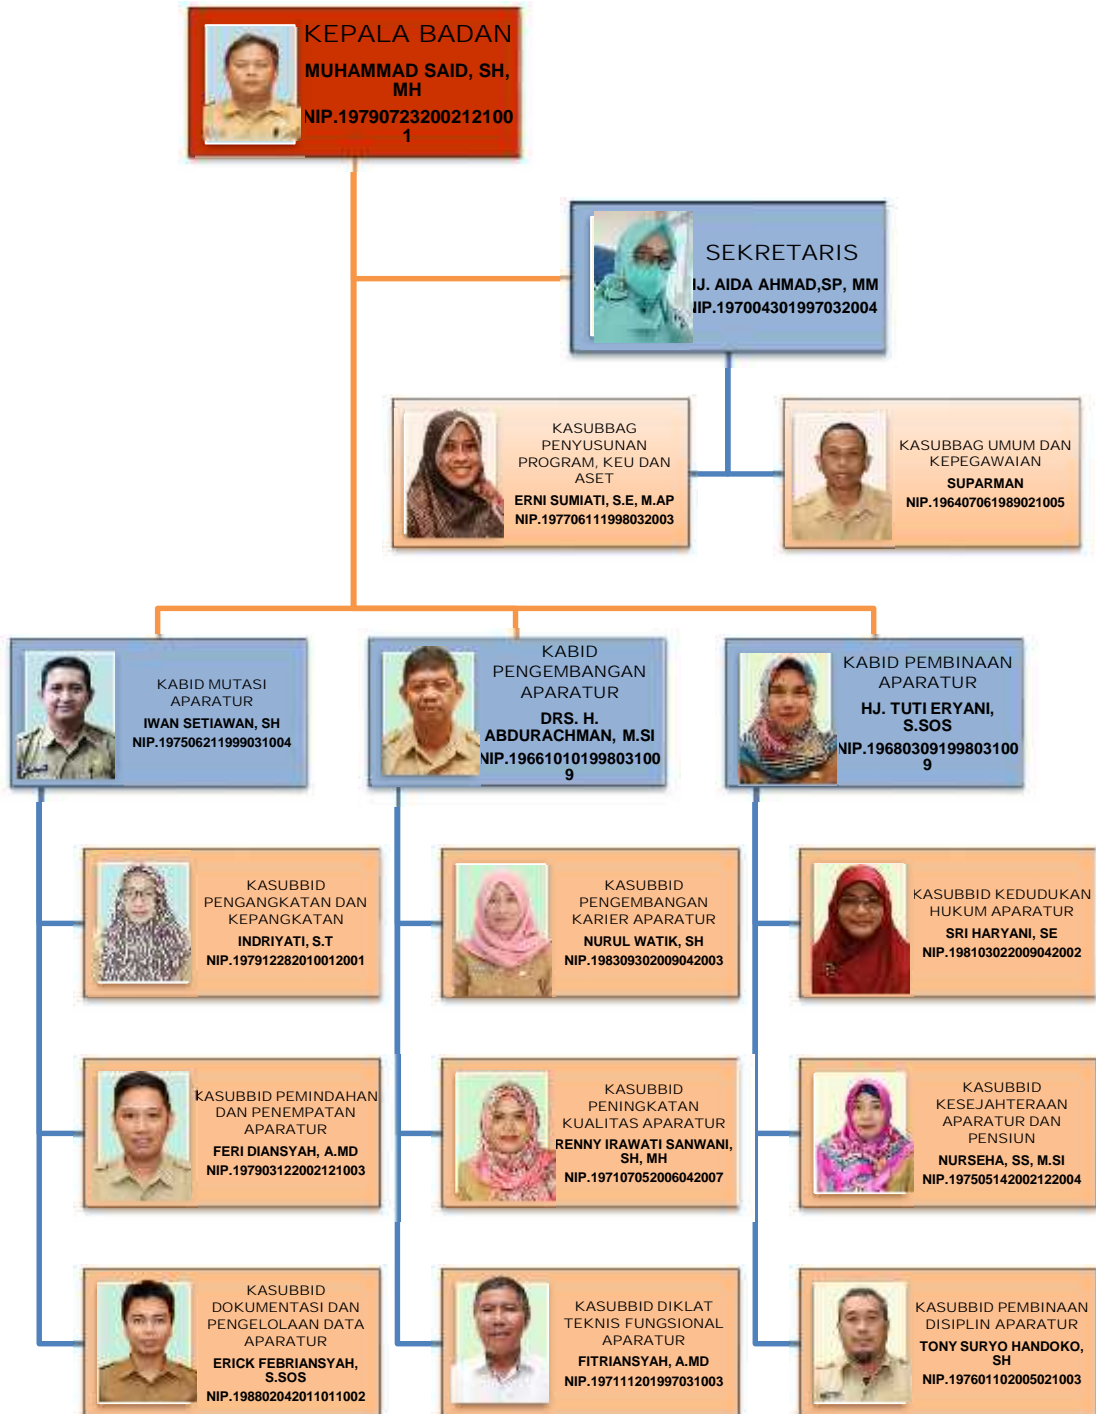 KEPALA BADAN
MUHAMMAD SAID, SH,
MH
NIP.19790723200212100
1
SEKRETARIS
HJ. AIDA AHMAD,SP, MM
NIP.197004301997032004
KASUBBAG
PENYUSUNAN
PROGRAM, KEU DAN
ASET
ERNI SUMIATI, S.E, M.AP
NIP.197706111998032003
KASUBBAG UMUM DAN
KEPEGAWAIAN
SUPARMAN
NIP.196407061989021005
KABID MUTASI
APARATUR
IWAN SETIAWAN, SH
NIP.197506211999031004
KABID
PENGEMBANGAN
APARATUR
DRS. H.
ABDURACHMAN, M.SI
NIP.19661010199803100
9
KABID PEMBINAAN
APARATUR
HJ. TUTI ERYANI,
S.SOS
NIP.19680309199803100
9
KASUBBID
PENGANGKATAN DAN
KEPANGKATAN
INDRIYATI, S.T
NIP.197912282010012001
KASUBBID
PENGEMBANGAN
KARIER APARATUR
NURUL WATIK, SH
NIP.198309302009042003
KASUBBID KEDUDUKAN
HUKUM APARATUR
SRI HARYANI, SE
NIP.198103022009042002
KASUBBID PEMINDAHAN
DAN PENEMPATAN
APARATUR
FERI DIANSYAH, A.MD
NIP.197903122002121003
KASUBBID
PENINGKATAN
KUALITAS APARATUR
RENNY IRAWATI SANWANI,
SH, MH
NIP.197107052006042007
KASUBBID
KESEJAHTERAAN
APARATUR DAN
PENSIUN
NURSEHA, SS, M.SI
NIP.197505142002122004
KASUBBID
DOKUMENTASI DAN
PENGELOLAAN DATA
APARATUR
ERICK FEBRIANSYAH,
S.SOS
NIP.198802042011011002
KASUBBID DIKLAT
TEKNIS FUNGSIONAL
APARATUR
FITRIANSYAH, A.MD
NIP.197111201997031003
KASUBBID PEMBINAAN
DISIPLIN APARATUR
TONY SURYO HANDOKO,
SH
NIP.197601102005021003